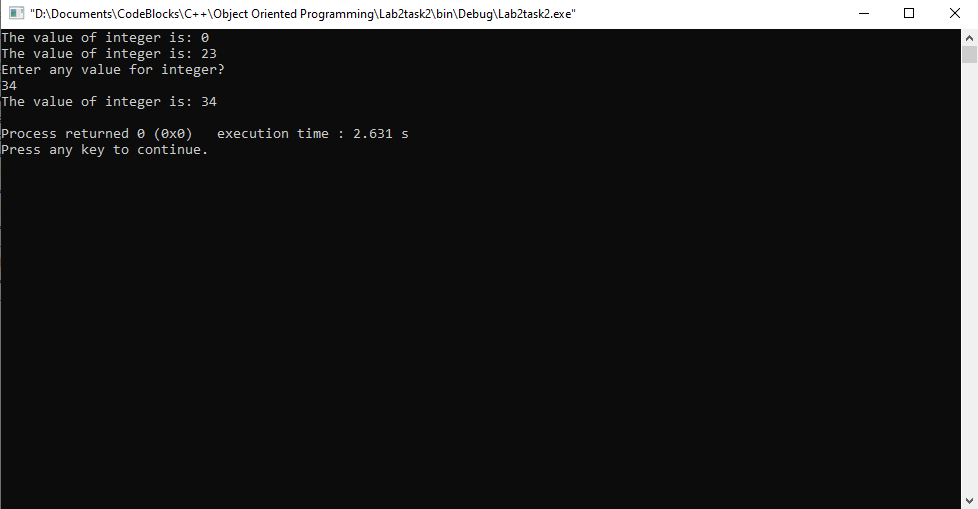 "D:\Documents\CodeBlocks\C++\Object Oriented Programming\Lab2task2\bin\Debug\Lab2task2.exe"
The value of integer is: 0
The value of integer is: 23
Enter any value for integer?
34
The value of integer is: 34
Process returned 0 (0x0)   execution time : 2.631 s
Press any key to continue.